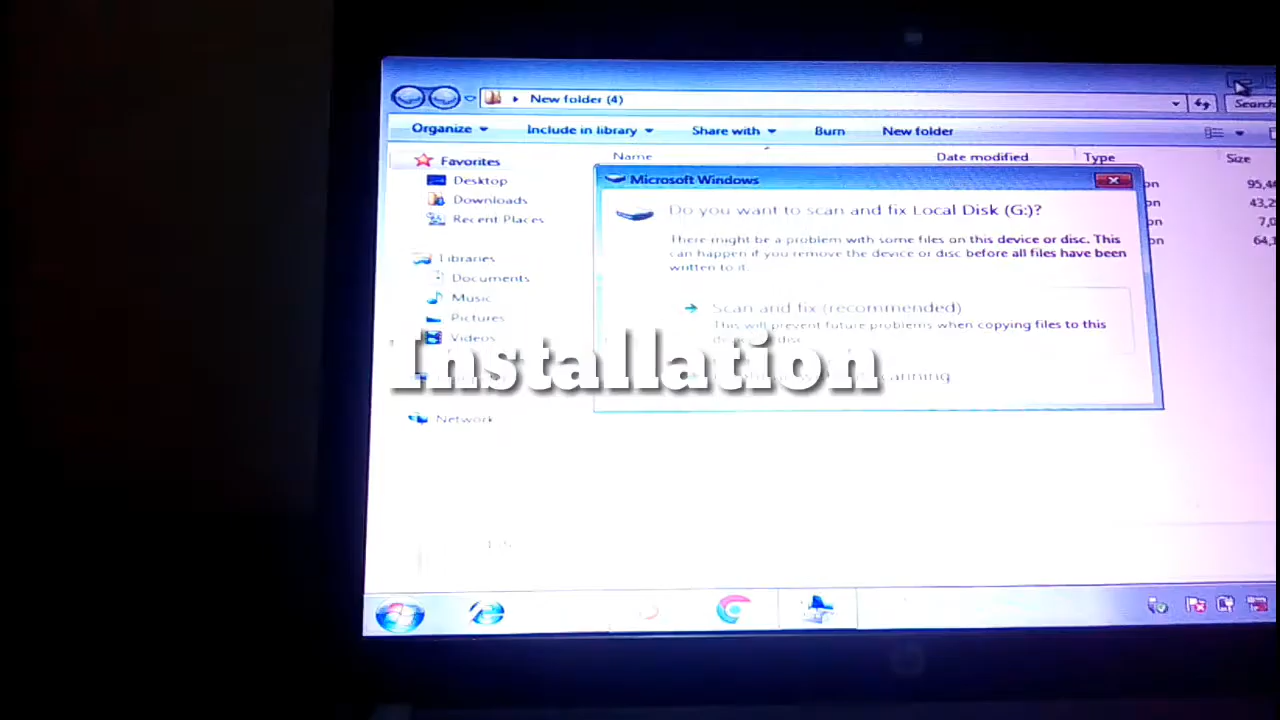 New folder (4)
Search
Organize
Include in library
Share with
Burn
New folder
Name
Date modified
Type
Size
Favorites
Desktop
Downloads
Recent Places
Libraries
Documents
Music
Pictures
Videos
Network
Microsoft Windows
Do you want to scan and fix Local Disk (G:)?
There might be a problem with some files on this device or disc. This
can happen if you remove the device or disc before all files have been
written to it.
Scan and fix (recommended)
This will prevent future problems when copying files to this
Installation